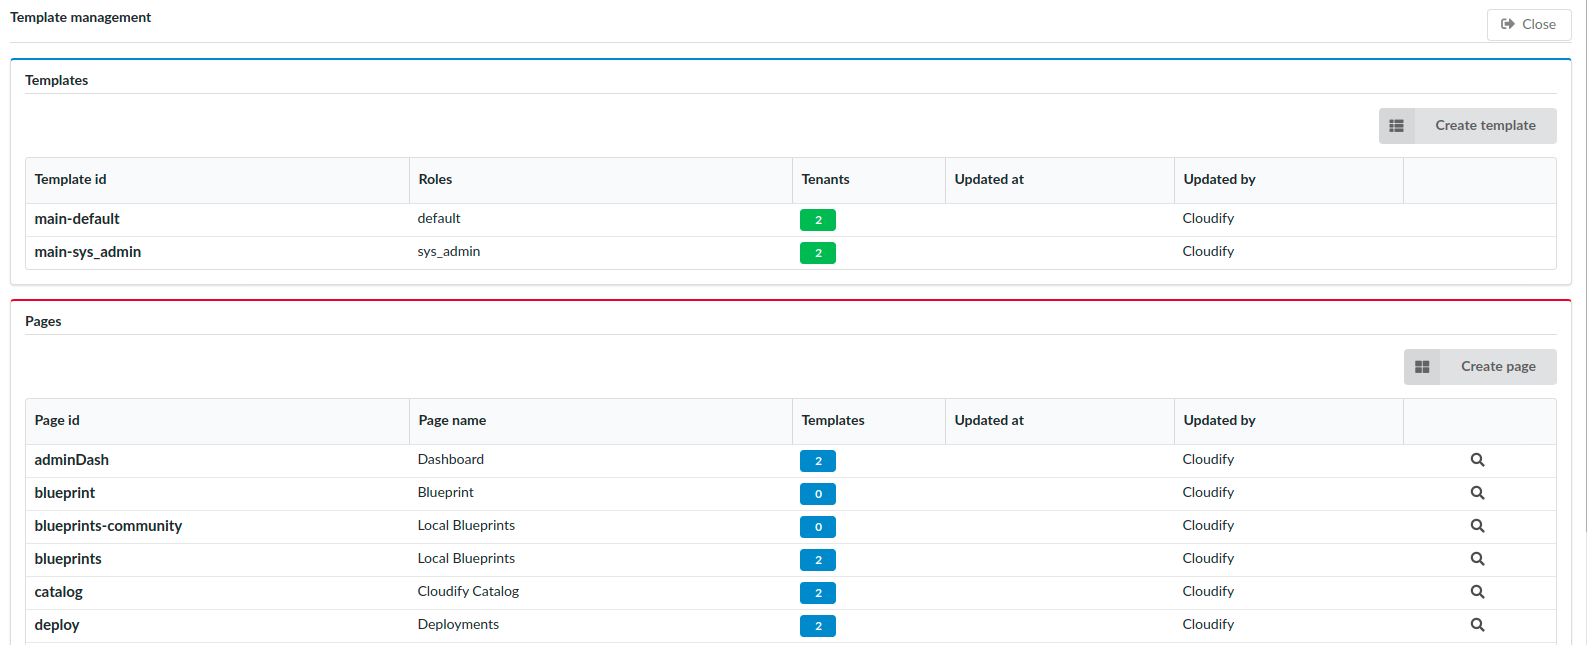 Template management
Close
Templates
Create template
Template id Roles Tenants Updated at Updated by
main-default default 2 Cloudify
main-sys_admin sys_admin 2 Cloudify
Pages
Create page
Page id Page name Templates Updated at Updated by
adminDash Dashboard 2 Cloudify
blueprint Blueprint 0 Cloudify
blueprints-community Local Blueprints 0 Cloudify
blueprints Local Blueprints 2 Cloudify
catalog Cloudify Catalog 2 Cloudify
deploy Deployments 2 Cloudify